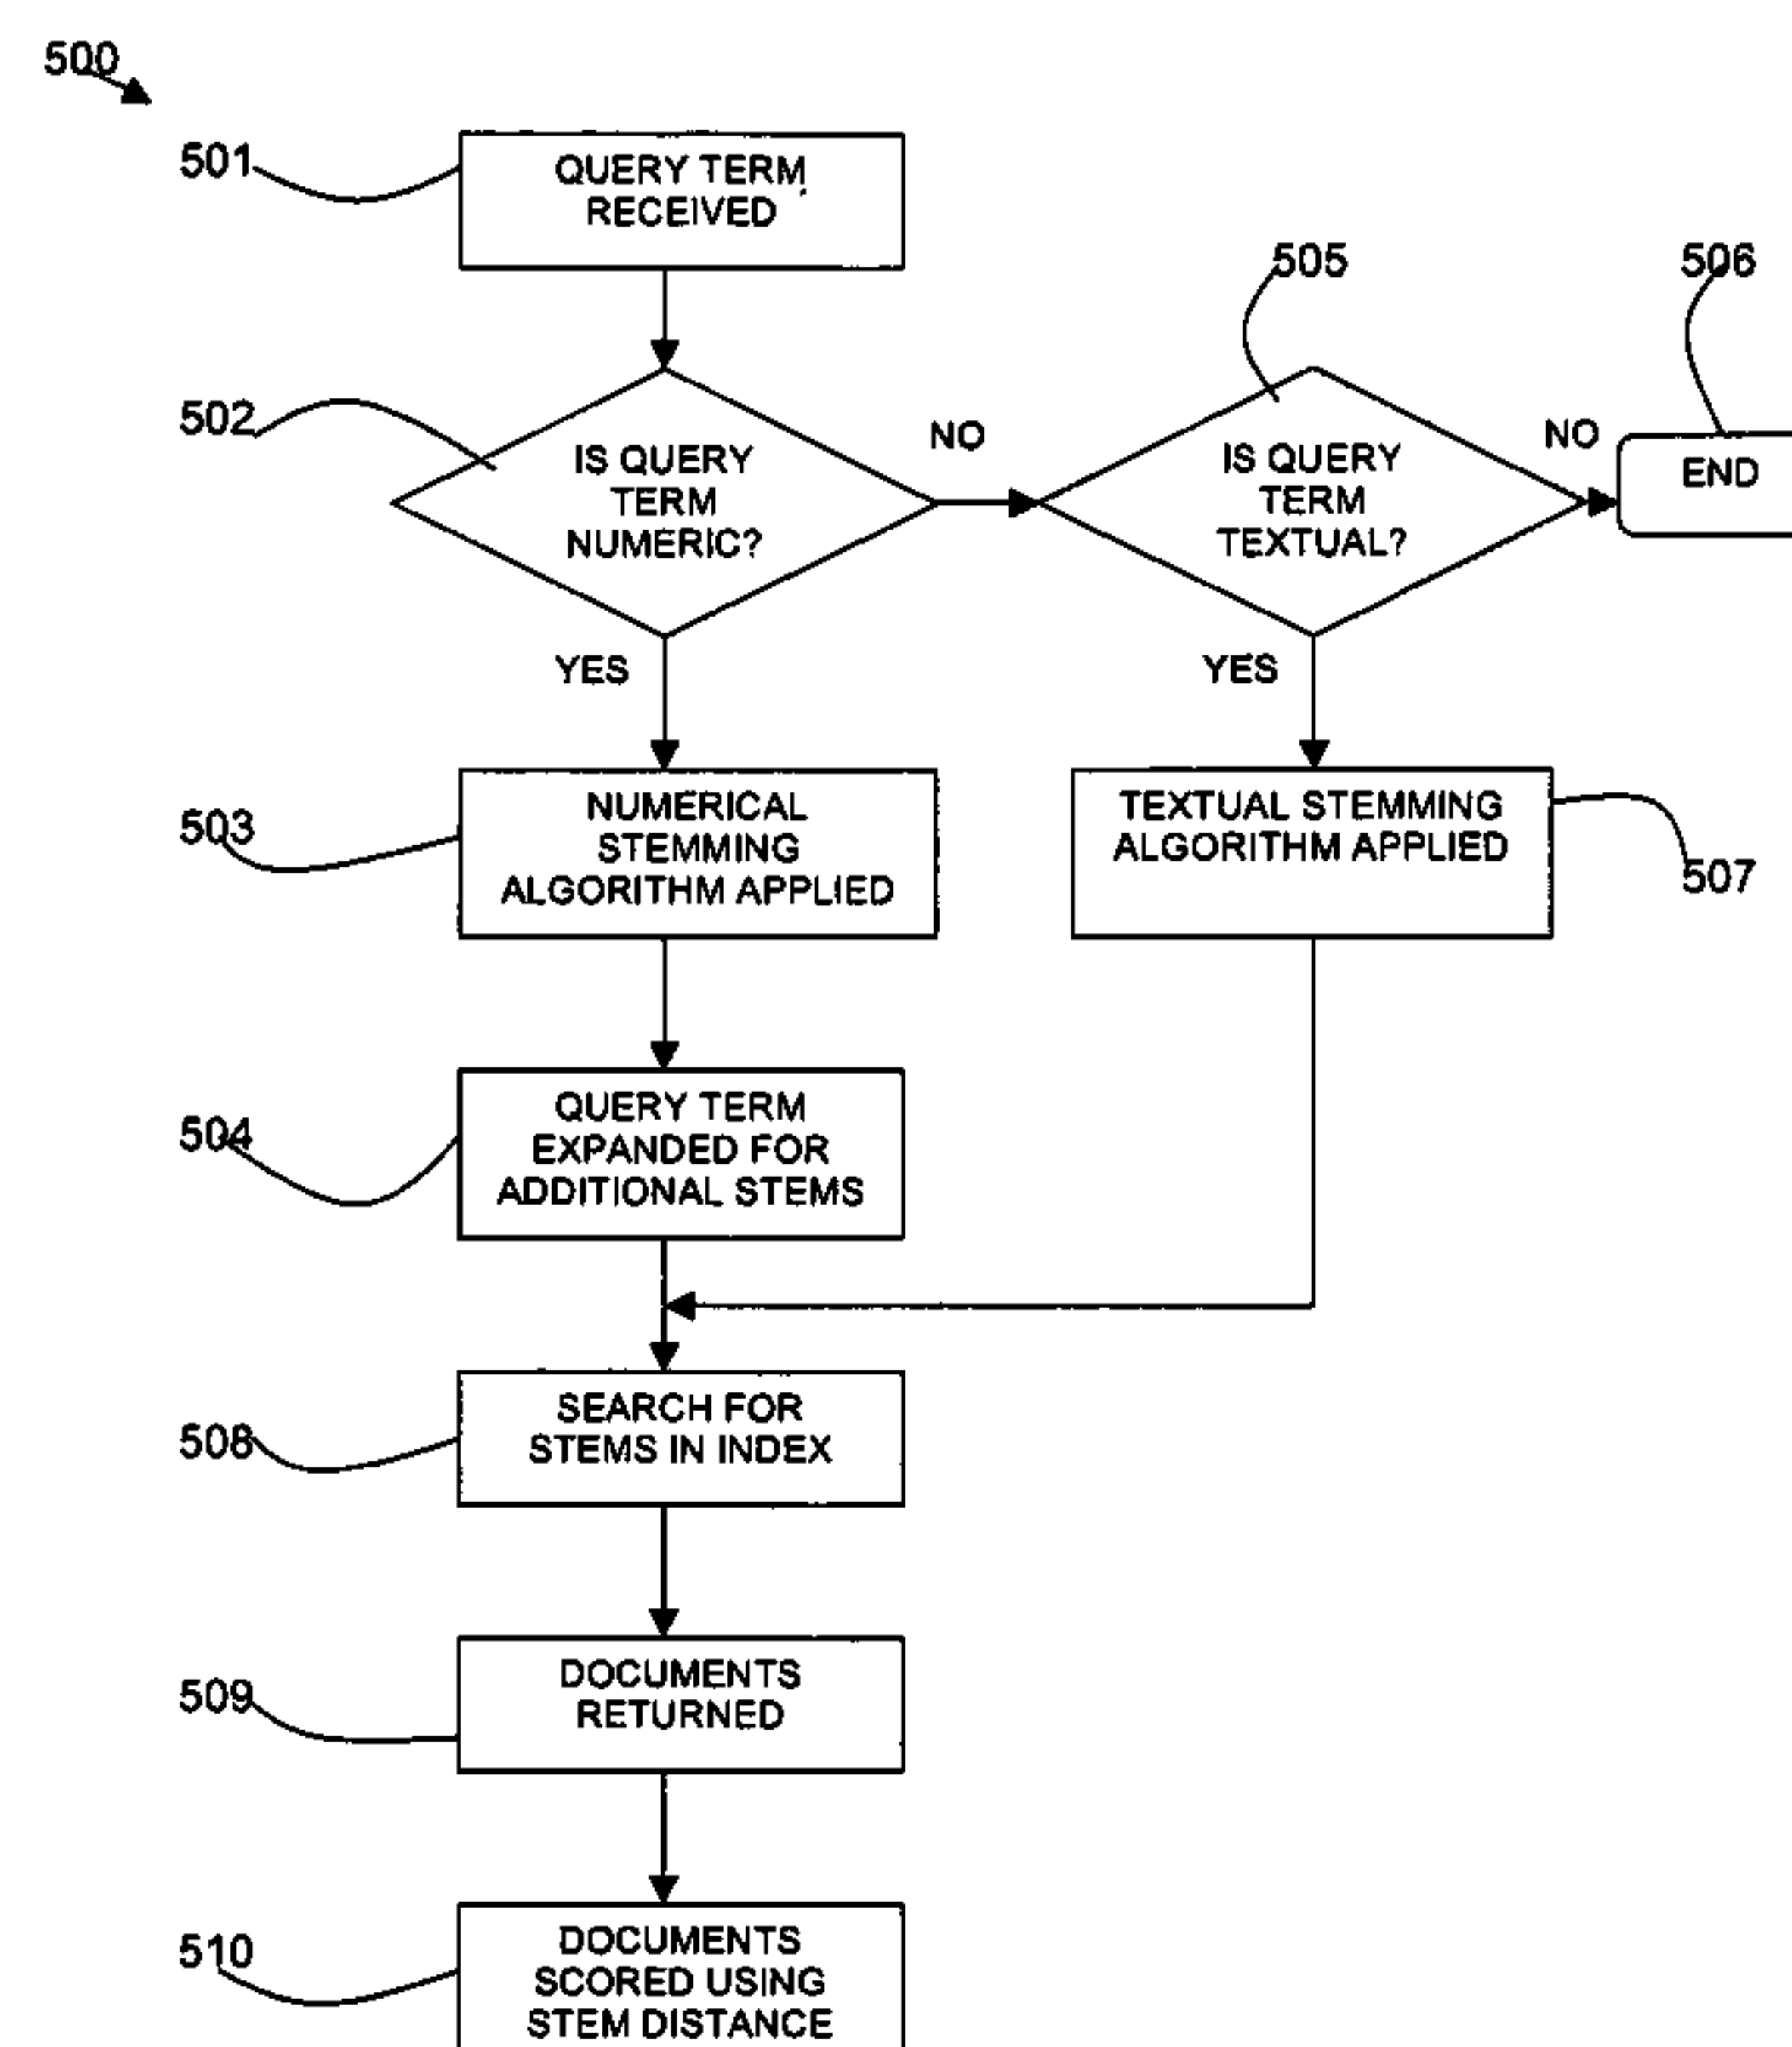 500
501
QUERY TERM
RECEIVED
505
506
502
IS QUERY
TERM
NUMERIC?
NO
IS QUERY
TERM
TEXTUAL?
NO
END
YES
YES
503
NUMERICAL
STEMMING
ALGORITHM APPLIED
TEXTUAL STEMMING
ALGORITHM APPLIED
507
504
QUERY TERM
EXPANDED FOR
ADDITIONAL STEMS
508
SEARCH FOR
STEMS IN INDEX
509
DOCUMENTS
RETURNED
510
DOCUMENTS
SCORED USING
STEM DISTANCE